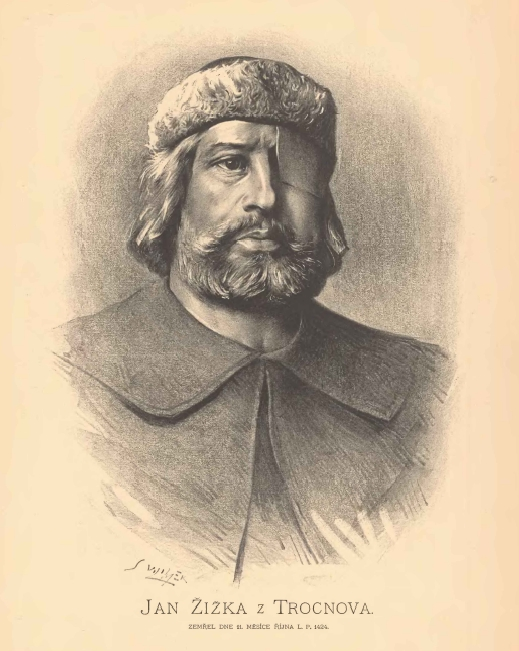 JAN ŽIŽKA Z TROCNOVA.
ZEMŘEL DNE 11. MĚSÍCE ŘÍJNA L. P. 1424.